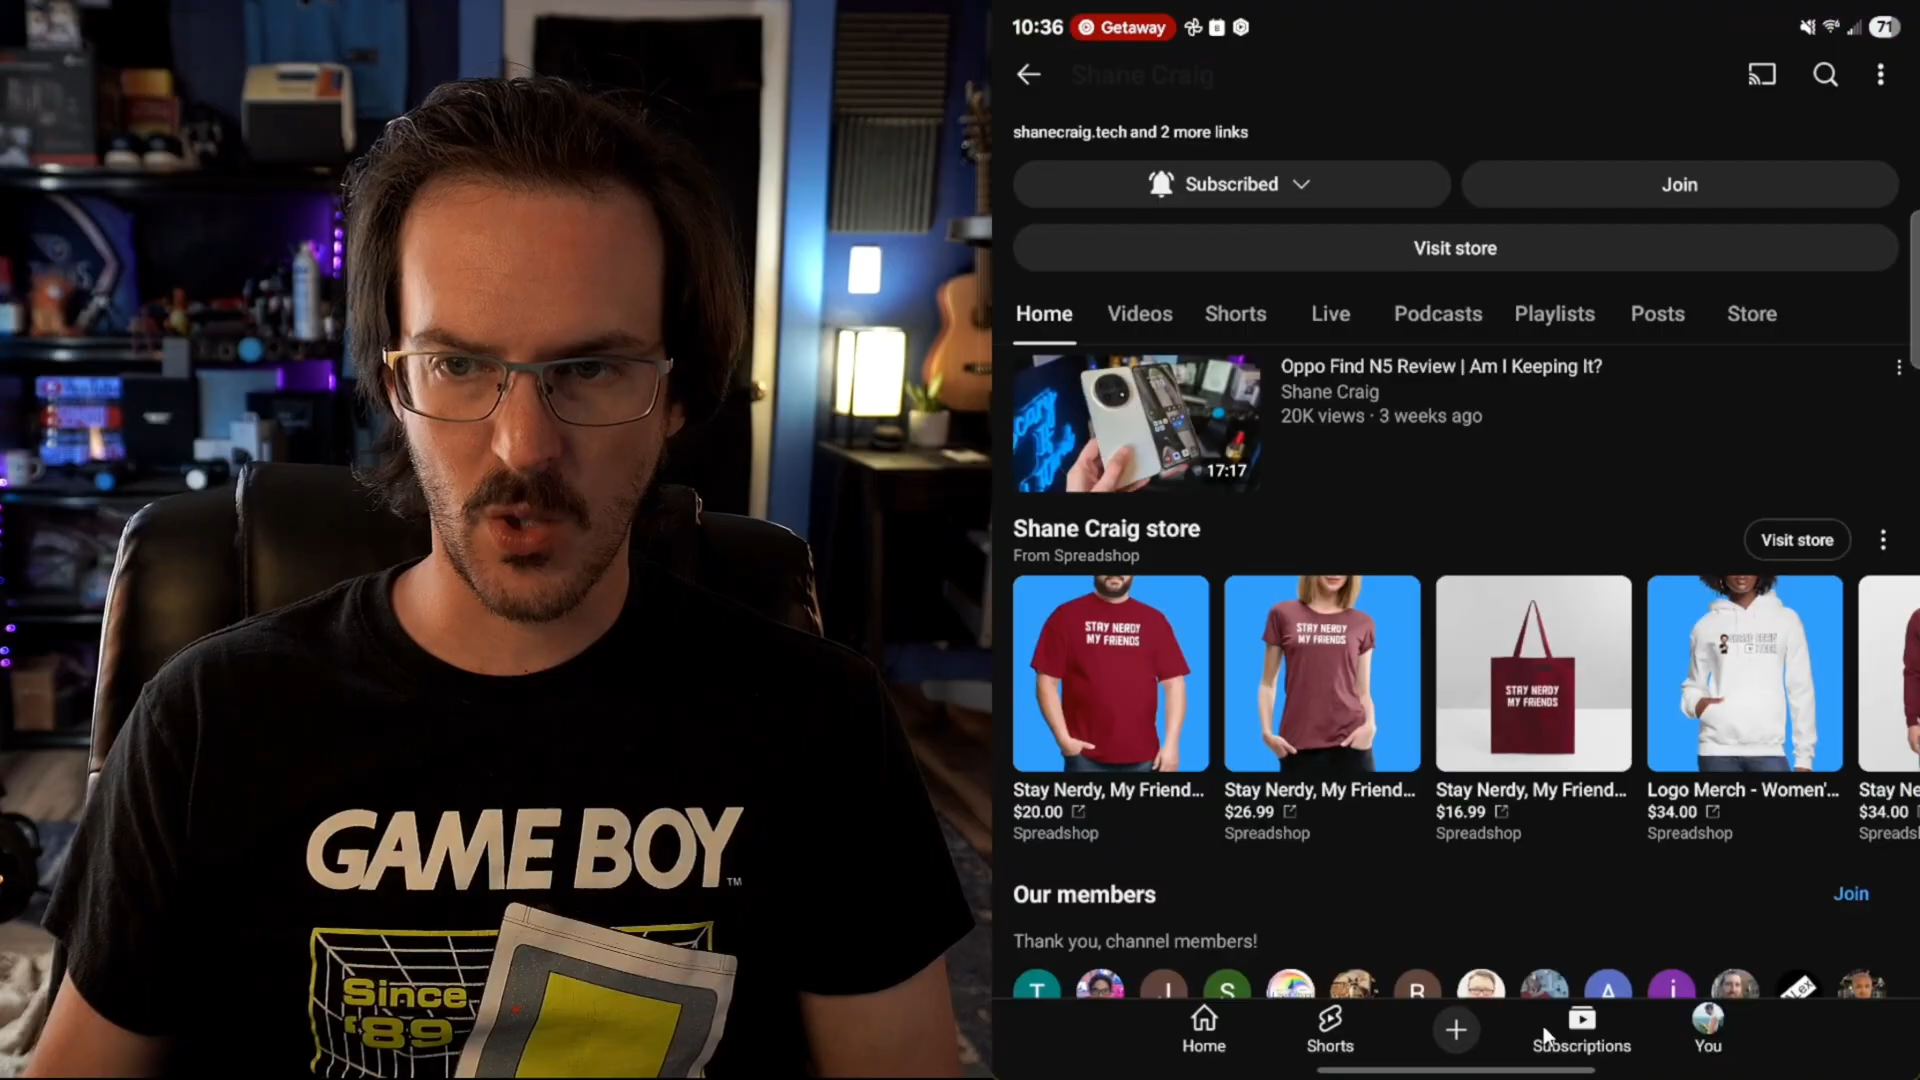 GAME BOY
TM
Since
'89
10:36 Getaway
71
Shane Craig
shanecraig.tech and 2 more links
Subscribed
Join
Visit store
Home Videos Shorts Live Podcasts Playlists Posts Store
Oppo Find N5 Review | Am I Keeping It?
Shane Craig
20K views · 3 weeks ago
17:17
Shane Craig store
From Spreadshop
Visit store
STAY NERDY
MY FRIENDS
STAY NERDY
MY FRIENDS
STAY NERDY
MY FRIENDS
Stay Nerdy, My Friend...
$20.00
Spreadshop
Stay Nerdy, My Friend...
$26.99
Spreadshop
Stay Nerdy, My Friend...
$16.99
Spreadshop
Logo Merch - Women'...
$34.00
Spreadshop
Stay Ne
$34.00
Spreads
Our members
Join
Thank you, channel members!
T J S R A i
Home Shorts Subscriptions You